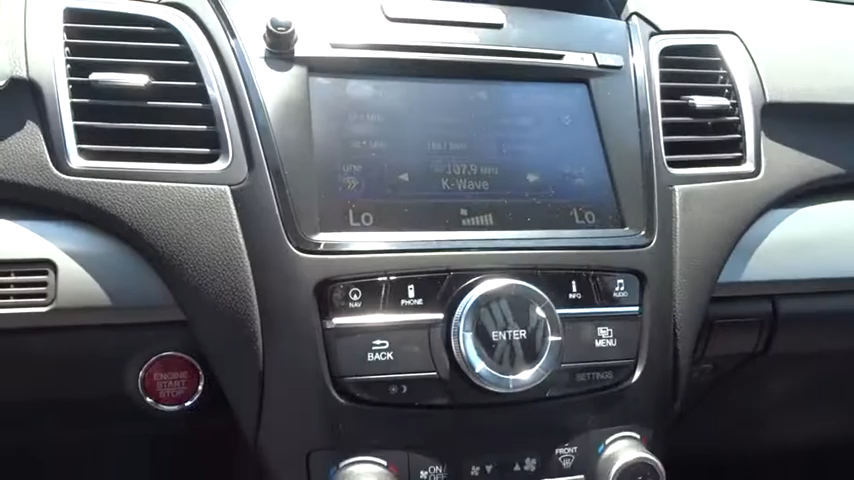 107.9 MHz
K-Wave
Lo
Lo
NAV
PHONE
INFO
AUDIO
BACK
ENTER
MENU
SETTINGS
ENGINE
START
STOP
FRONT
ON
OFF